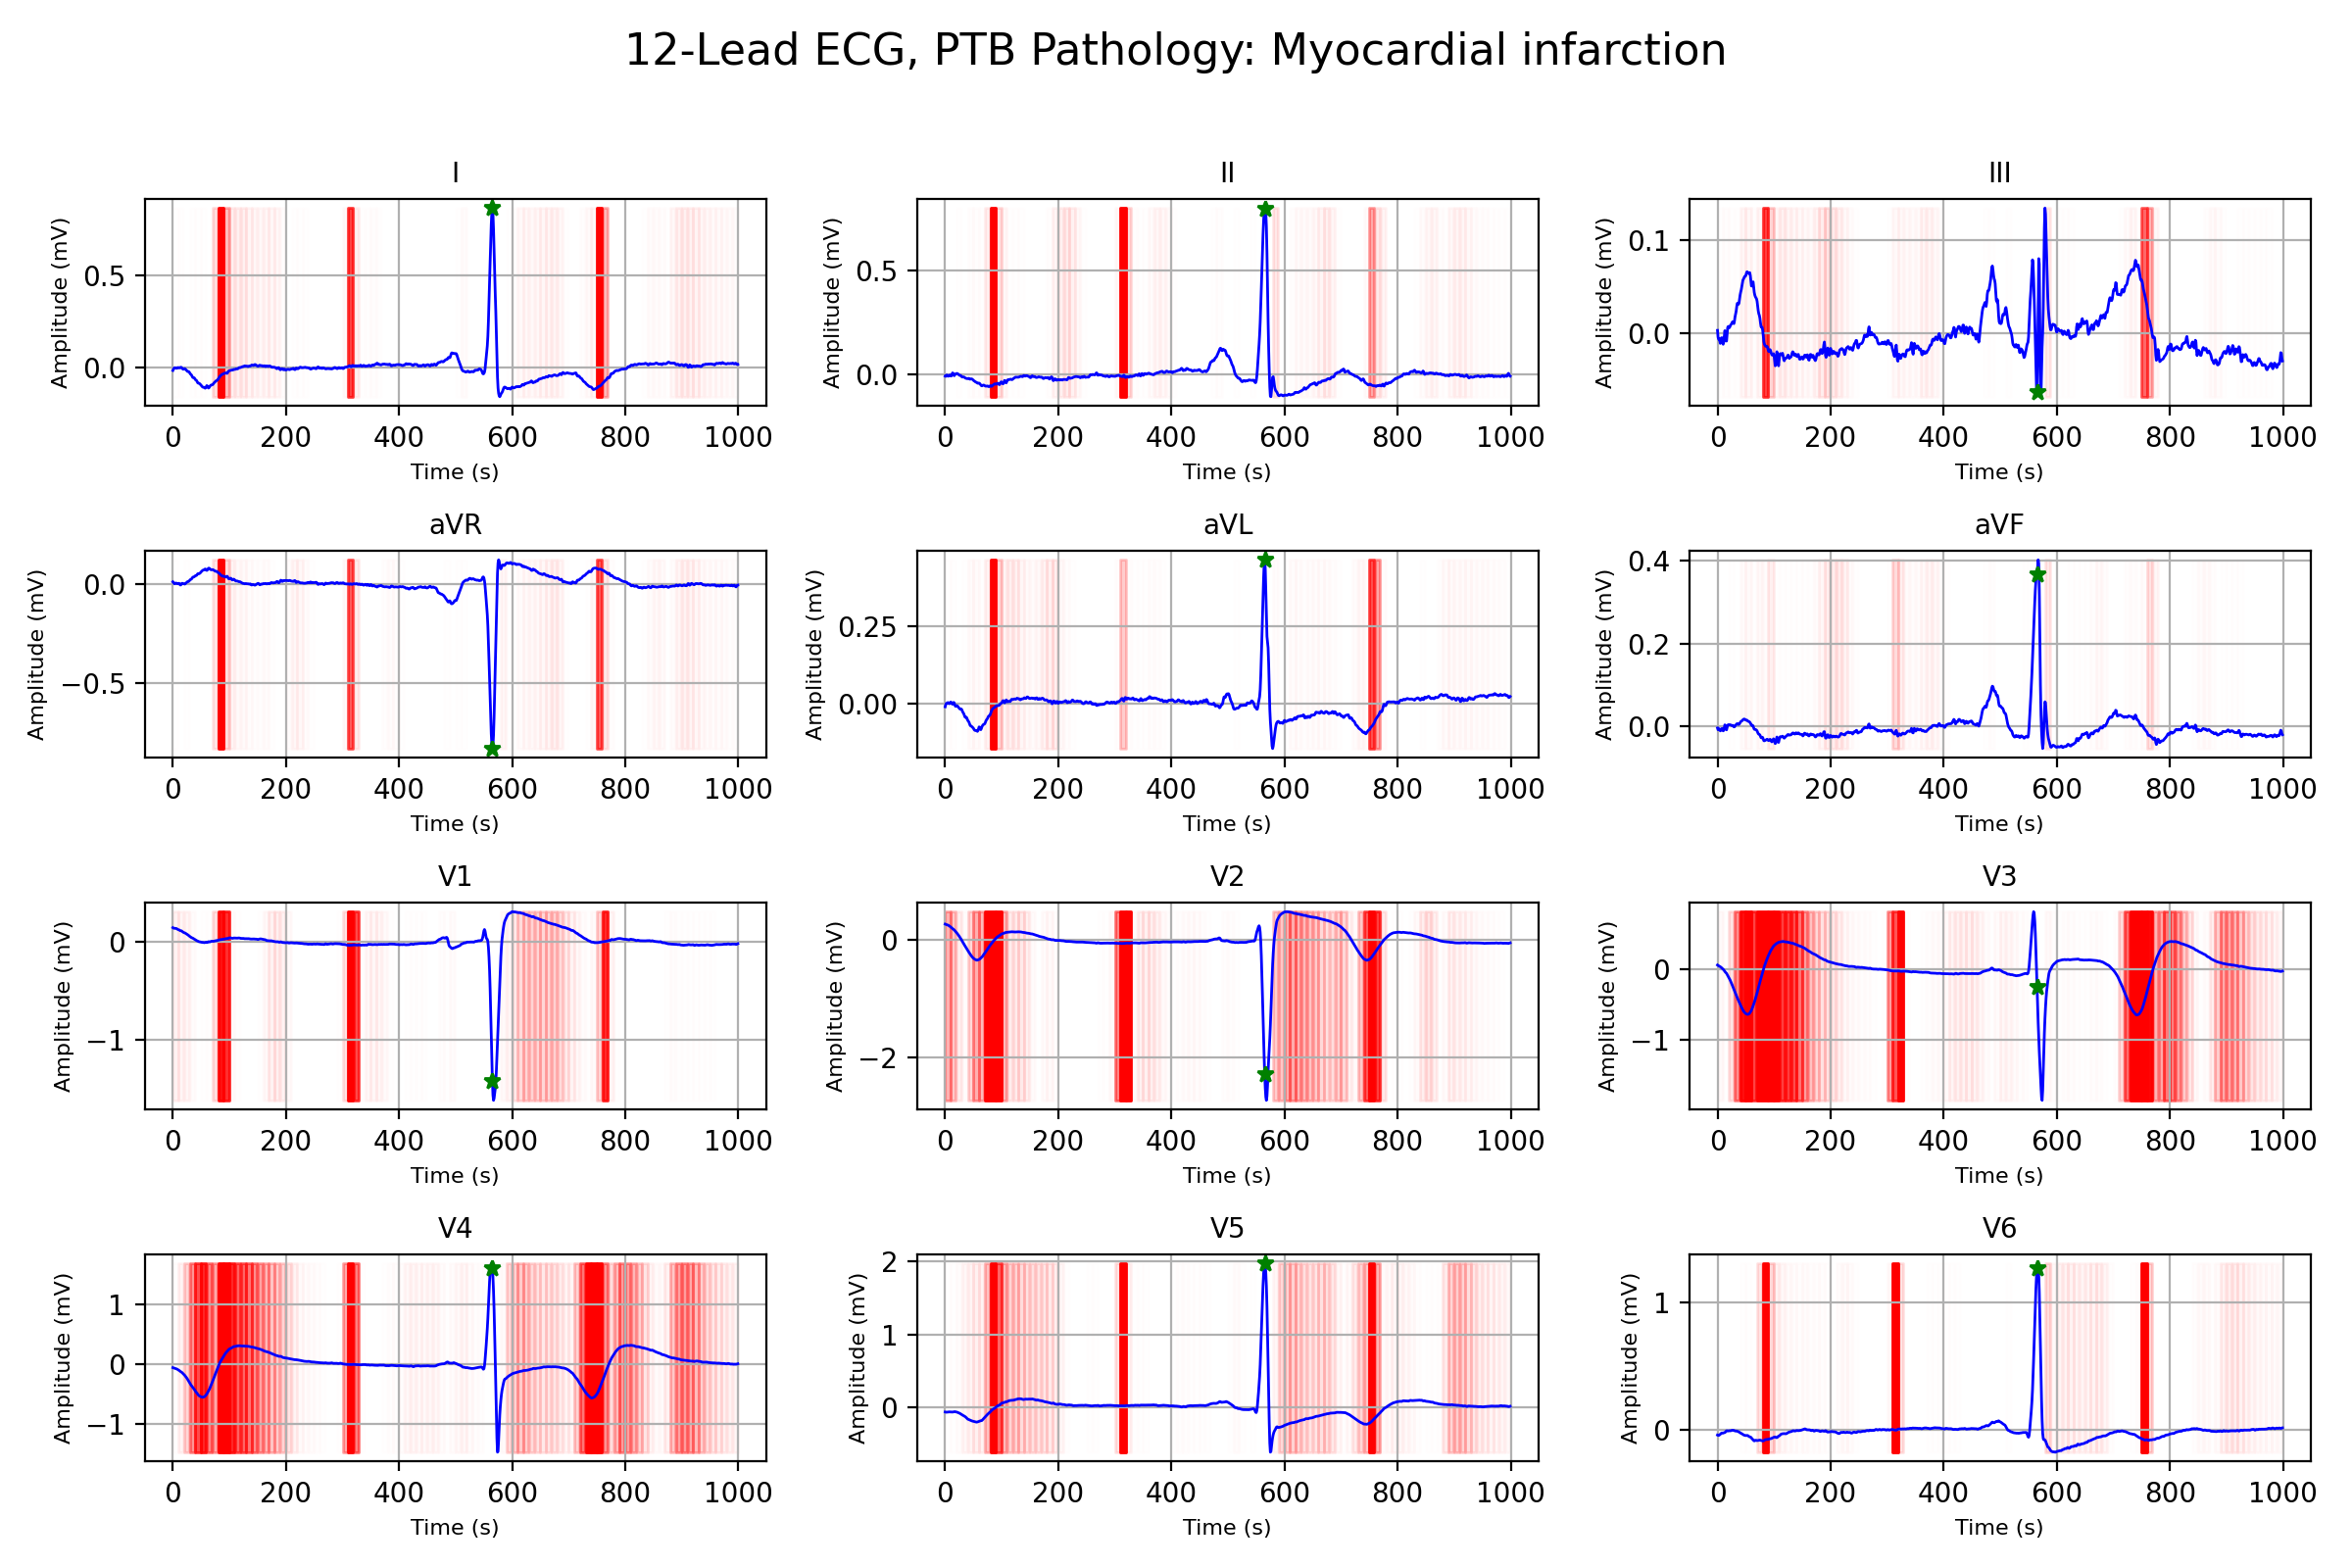 12-Lead ECG, PTB Pathology: Myocardial infarction
I II III
Amplitude (mV) 0.5 0.0 Amplitude (mV) 0.5 0.0 Amplitude (mV) 0.1 0.0
0 200 400 600 800 1000 0 200 400 600 800 1000 0 200 400 600 800 1000
Time (s) Time (s) Time (s)
aVR aVL aVF
Amplitude (mV) 0.0 −0.5 Amplitude (mV) 0.25 0.00 Amplitude (mV) 0.4 0.2 0.0
0 200 400 600 800 1000 0 200 400 600 800 1000 0 200 400 600 800 1000
Time (s) Time (s) Time (s)
V1 V2 V3
Amplitude (mV) 0 −1 Amplitude (mV) 0 −2 Amplitude (mV) 0 −1
0 200 400 600 800 1000 0 200 400 600 800 1000 0 200 400 600 800 1000
Time (s) Time (s) Time (s)
V4 V5 V6
Amplitude (mV) 1 0 −1 Amplitude (mV) 2 1 0 Amplitude (mV) 1 0
0 200 400 600 800 1000 0 200 400 600 800 1000 0 200 400 600 800 1000
Time (s) Time (s) Time (s)